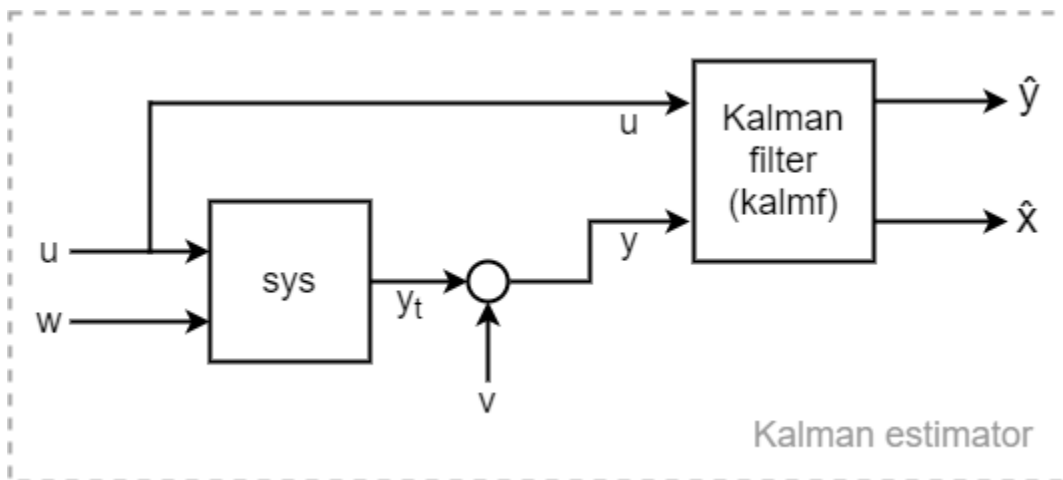 u
Kalman
filter
(kalmf)
ŷ
x̂
u
w
sys
yₜ
y
v
Kalman estimator